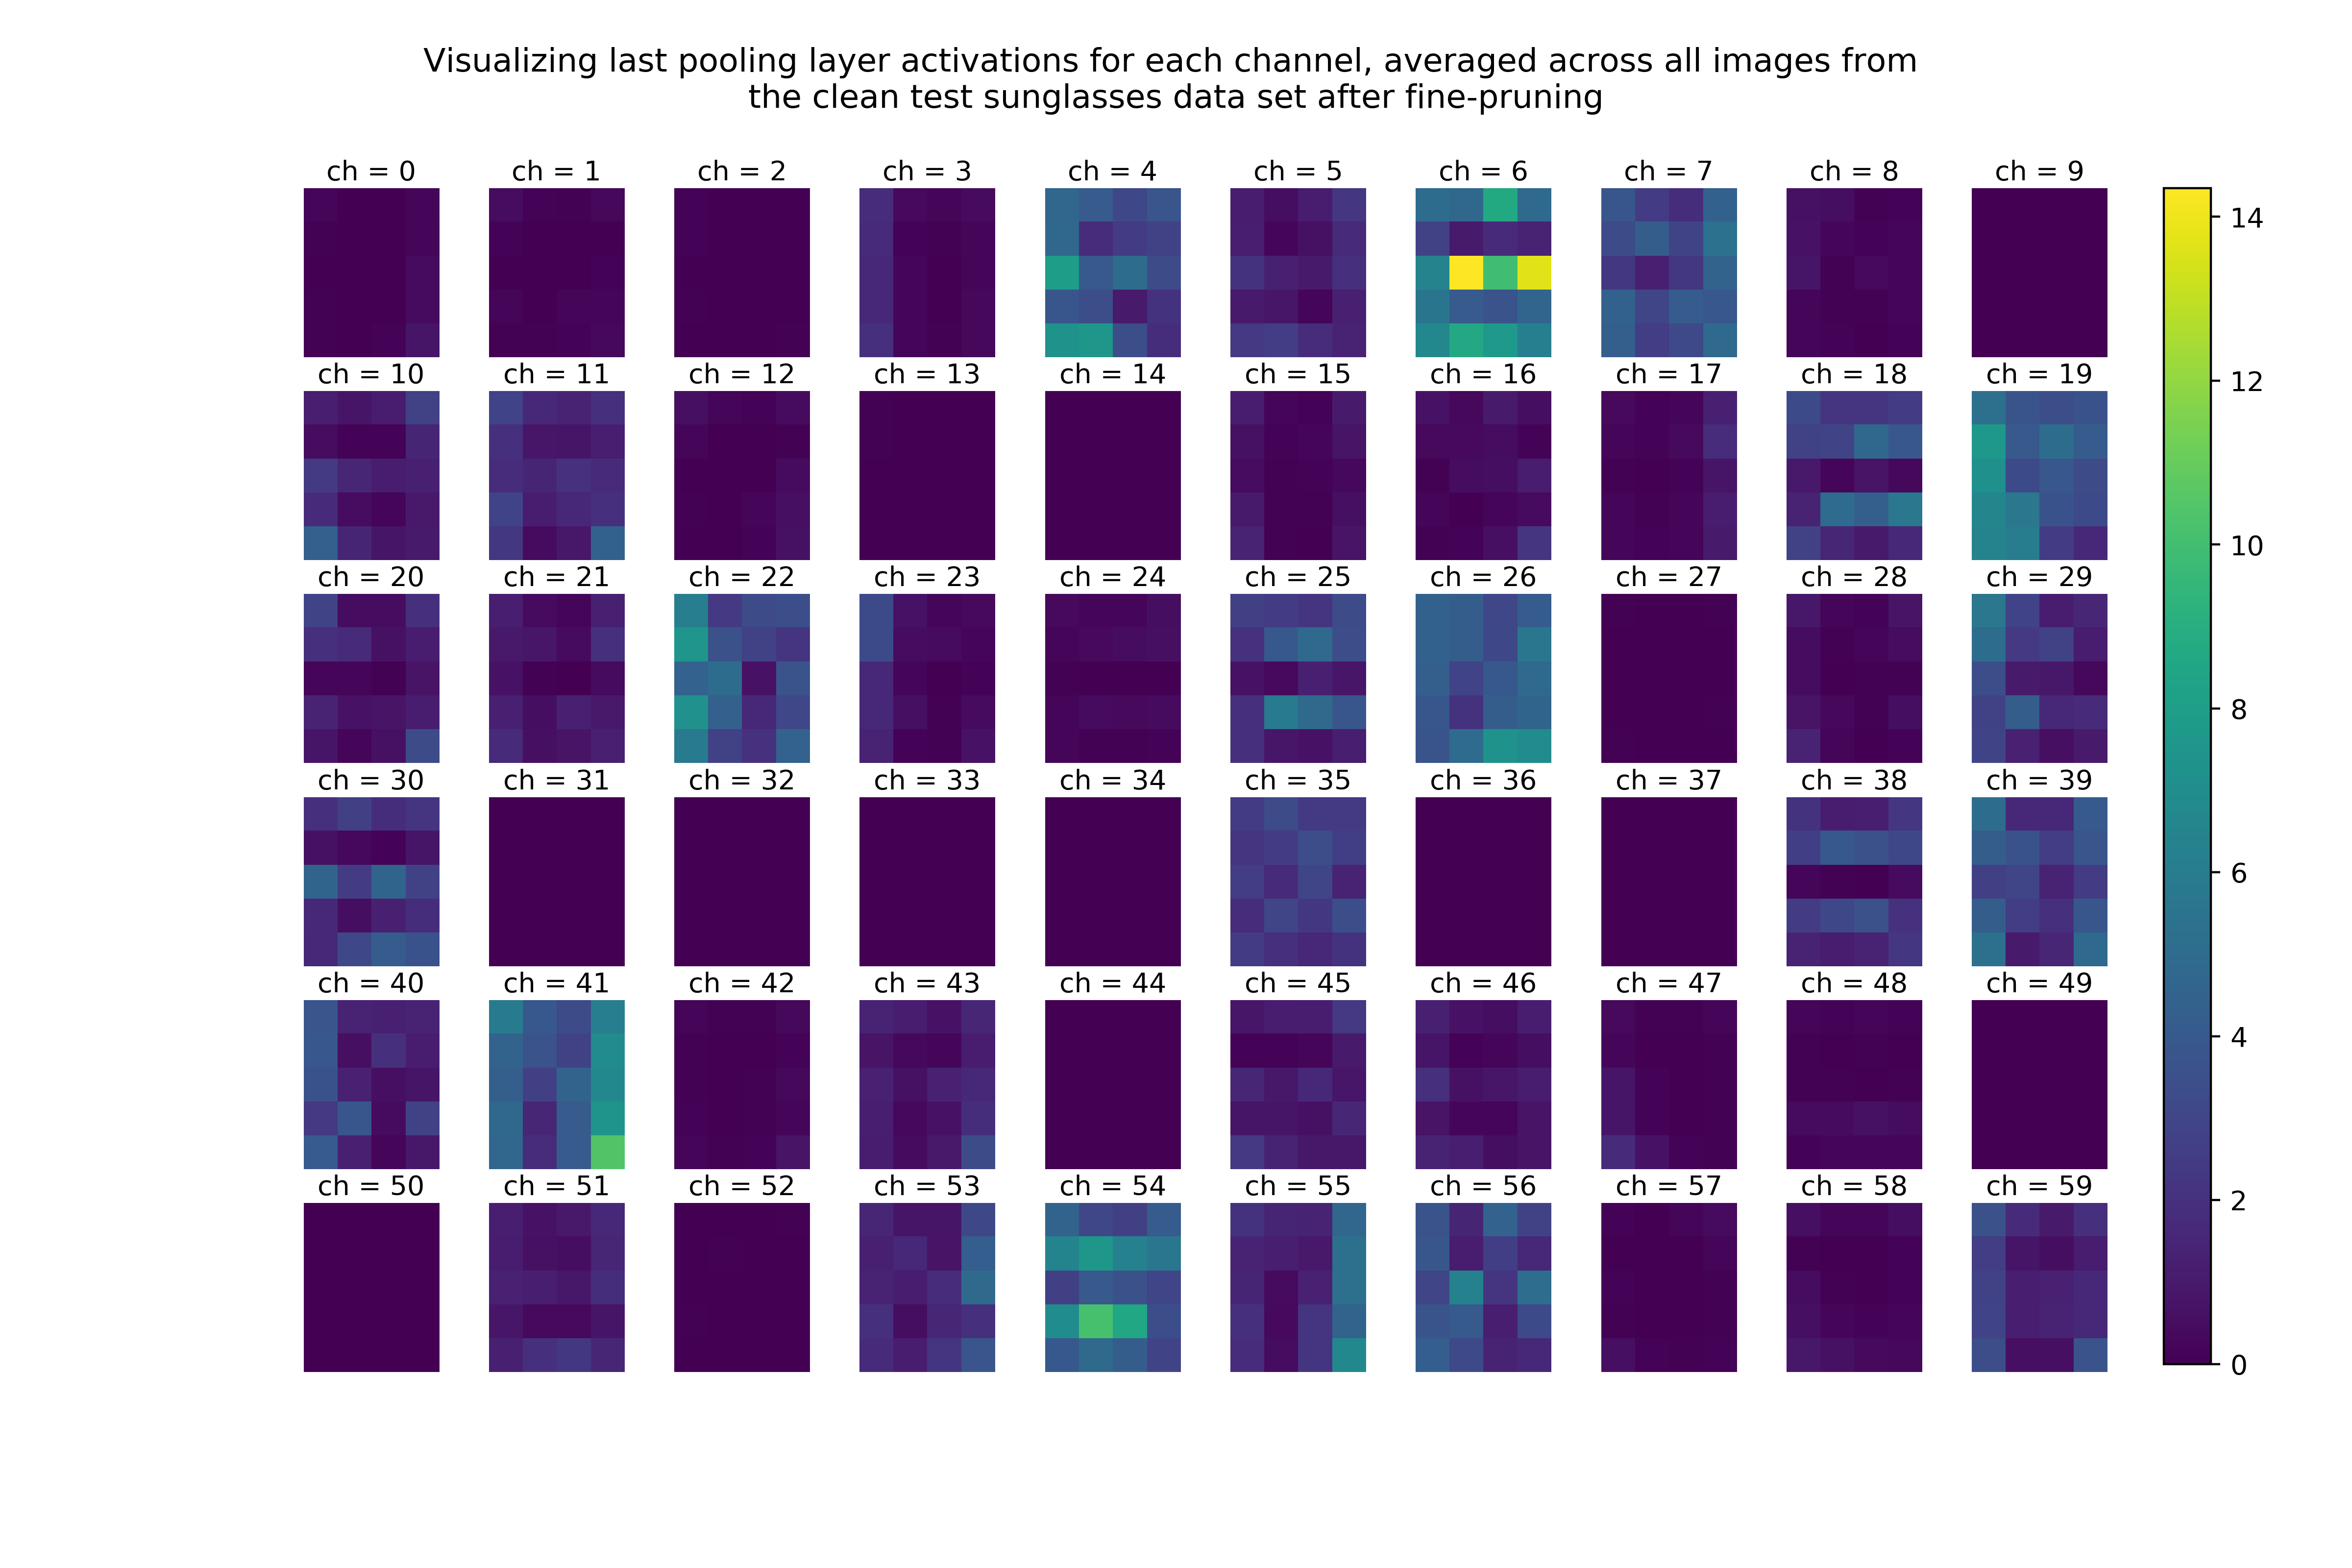 Visualizing last pooling layer activations for each channel, averaged across all images from
the clean test sunglasses data set after fine-pruning
ch = 0 ch = 1 ch = 2 ch = 3 ch = 4 ch = 5 ch = 6 ch = 7 ch = 8 ch = 9
ch = 10 ch = 11 ch = 12 ch = 13 ch = 14 ch = 15 ch = 16 ch = 17 ch = 18 ch = 19
ch = 20 ch = 21 ch = 22 ch = 23 ch = 24 ch = 25 ch = 26 ch = 27 ch = 28 ch = 29
ch = 30 ch = 31 ch = 32 ch = 33 ch = 34 ch = 35 ch = 36 ch = 37 ch = 38 ch = 39
ch = 40 ch = 41 ch = 42 ch = 43 ch = 44 ch = 45 ch = 46 ch = 47 ch = 48 ch = 49
ch = 50 ch = 51 ch = 52 ch = 53 ch = 54 ch = 55 ch = 56 ch = 57 ch = 58 ch = 59
14
12
10
8
6
4
2
0